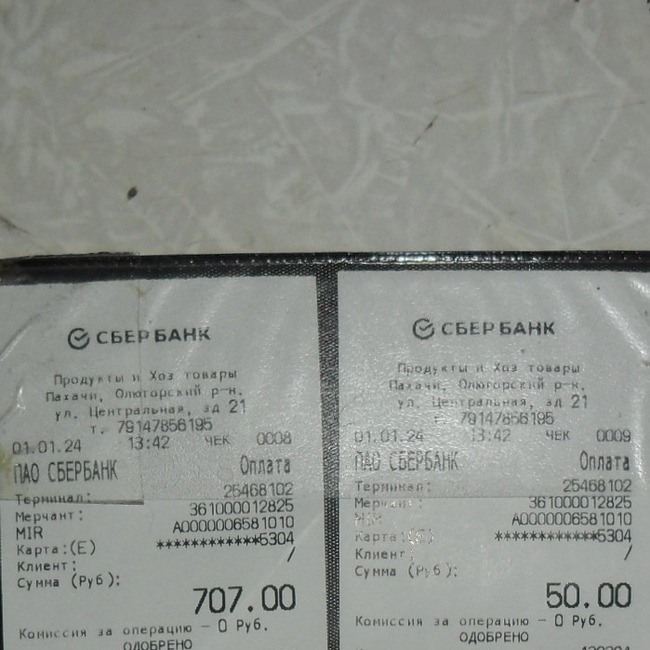 СБЕРБАНК
Продукты и Хоз товары
Пахачи, Олюторский р-н,
ул. Центральная, зд 21
т. 79147856195
01.01.24 13:42 ЧЕК 0008
ПАО СБЕРБАНК Оплата
Терминал: 25468102
Мерчант: 361000012825
MIR A0000006581010
Карта:(E) ************5304
Клиент: /
Сумма (Руб):
707.00
Комиссия за операцию – 0 Руб.
ОДОБРЕНО
СБЕРБАНК
Продукты и Хоз товары
Пахачи, Олюторский р-н,
ул. Центральная, зд 21
т. 79147856195
01.01.24 13:42 ЧЕК 0009
ПАО СБЕРБАНК Оплата
Терминал: 25468102
Мерчант: 361000012825
MIR A0000006581010
Карта:(E) ************5304
Клиент: /
Сумма (Руб):
50.00
Комиссия за операцию – 0 Руб.
ОДОБРЕНО